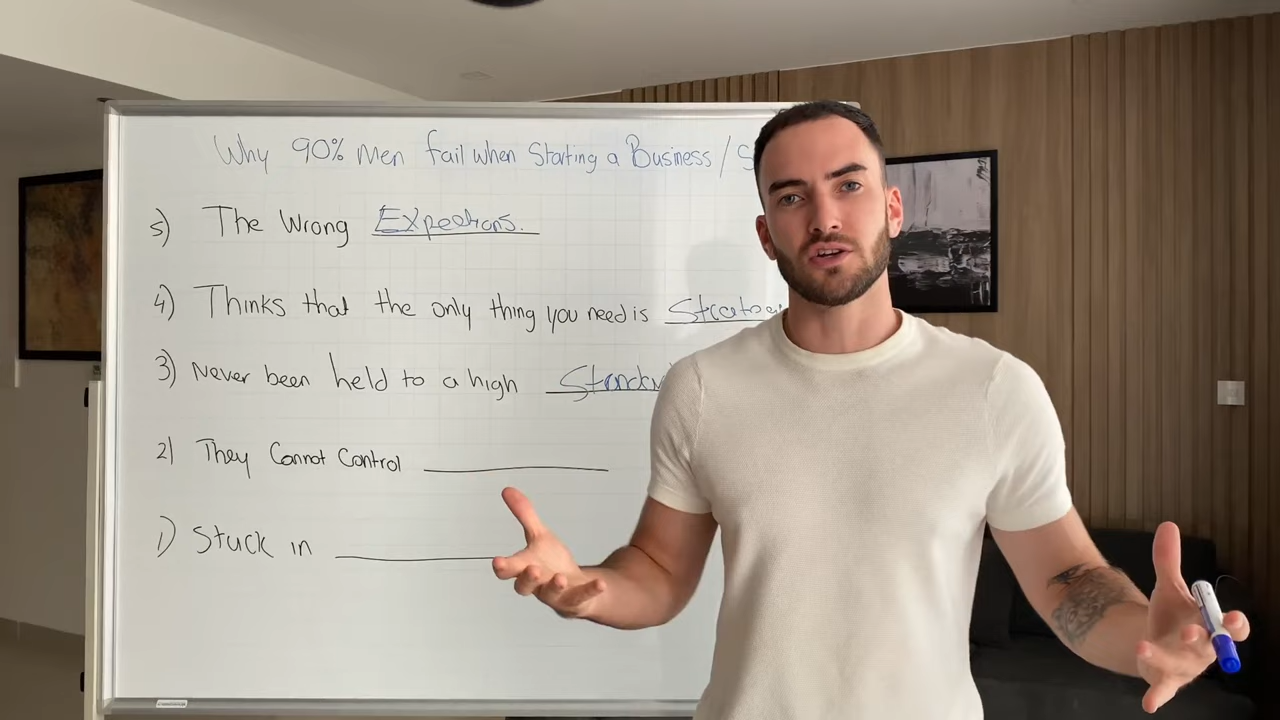 Why 90% Men fail when Starting a Business / S
5) The Wrong Expections.
4) Thinks that the only thing you need is
3) Never been held to a high
2) They Cannot Control
1) Stuck in